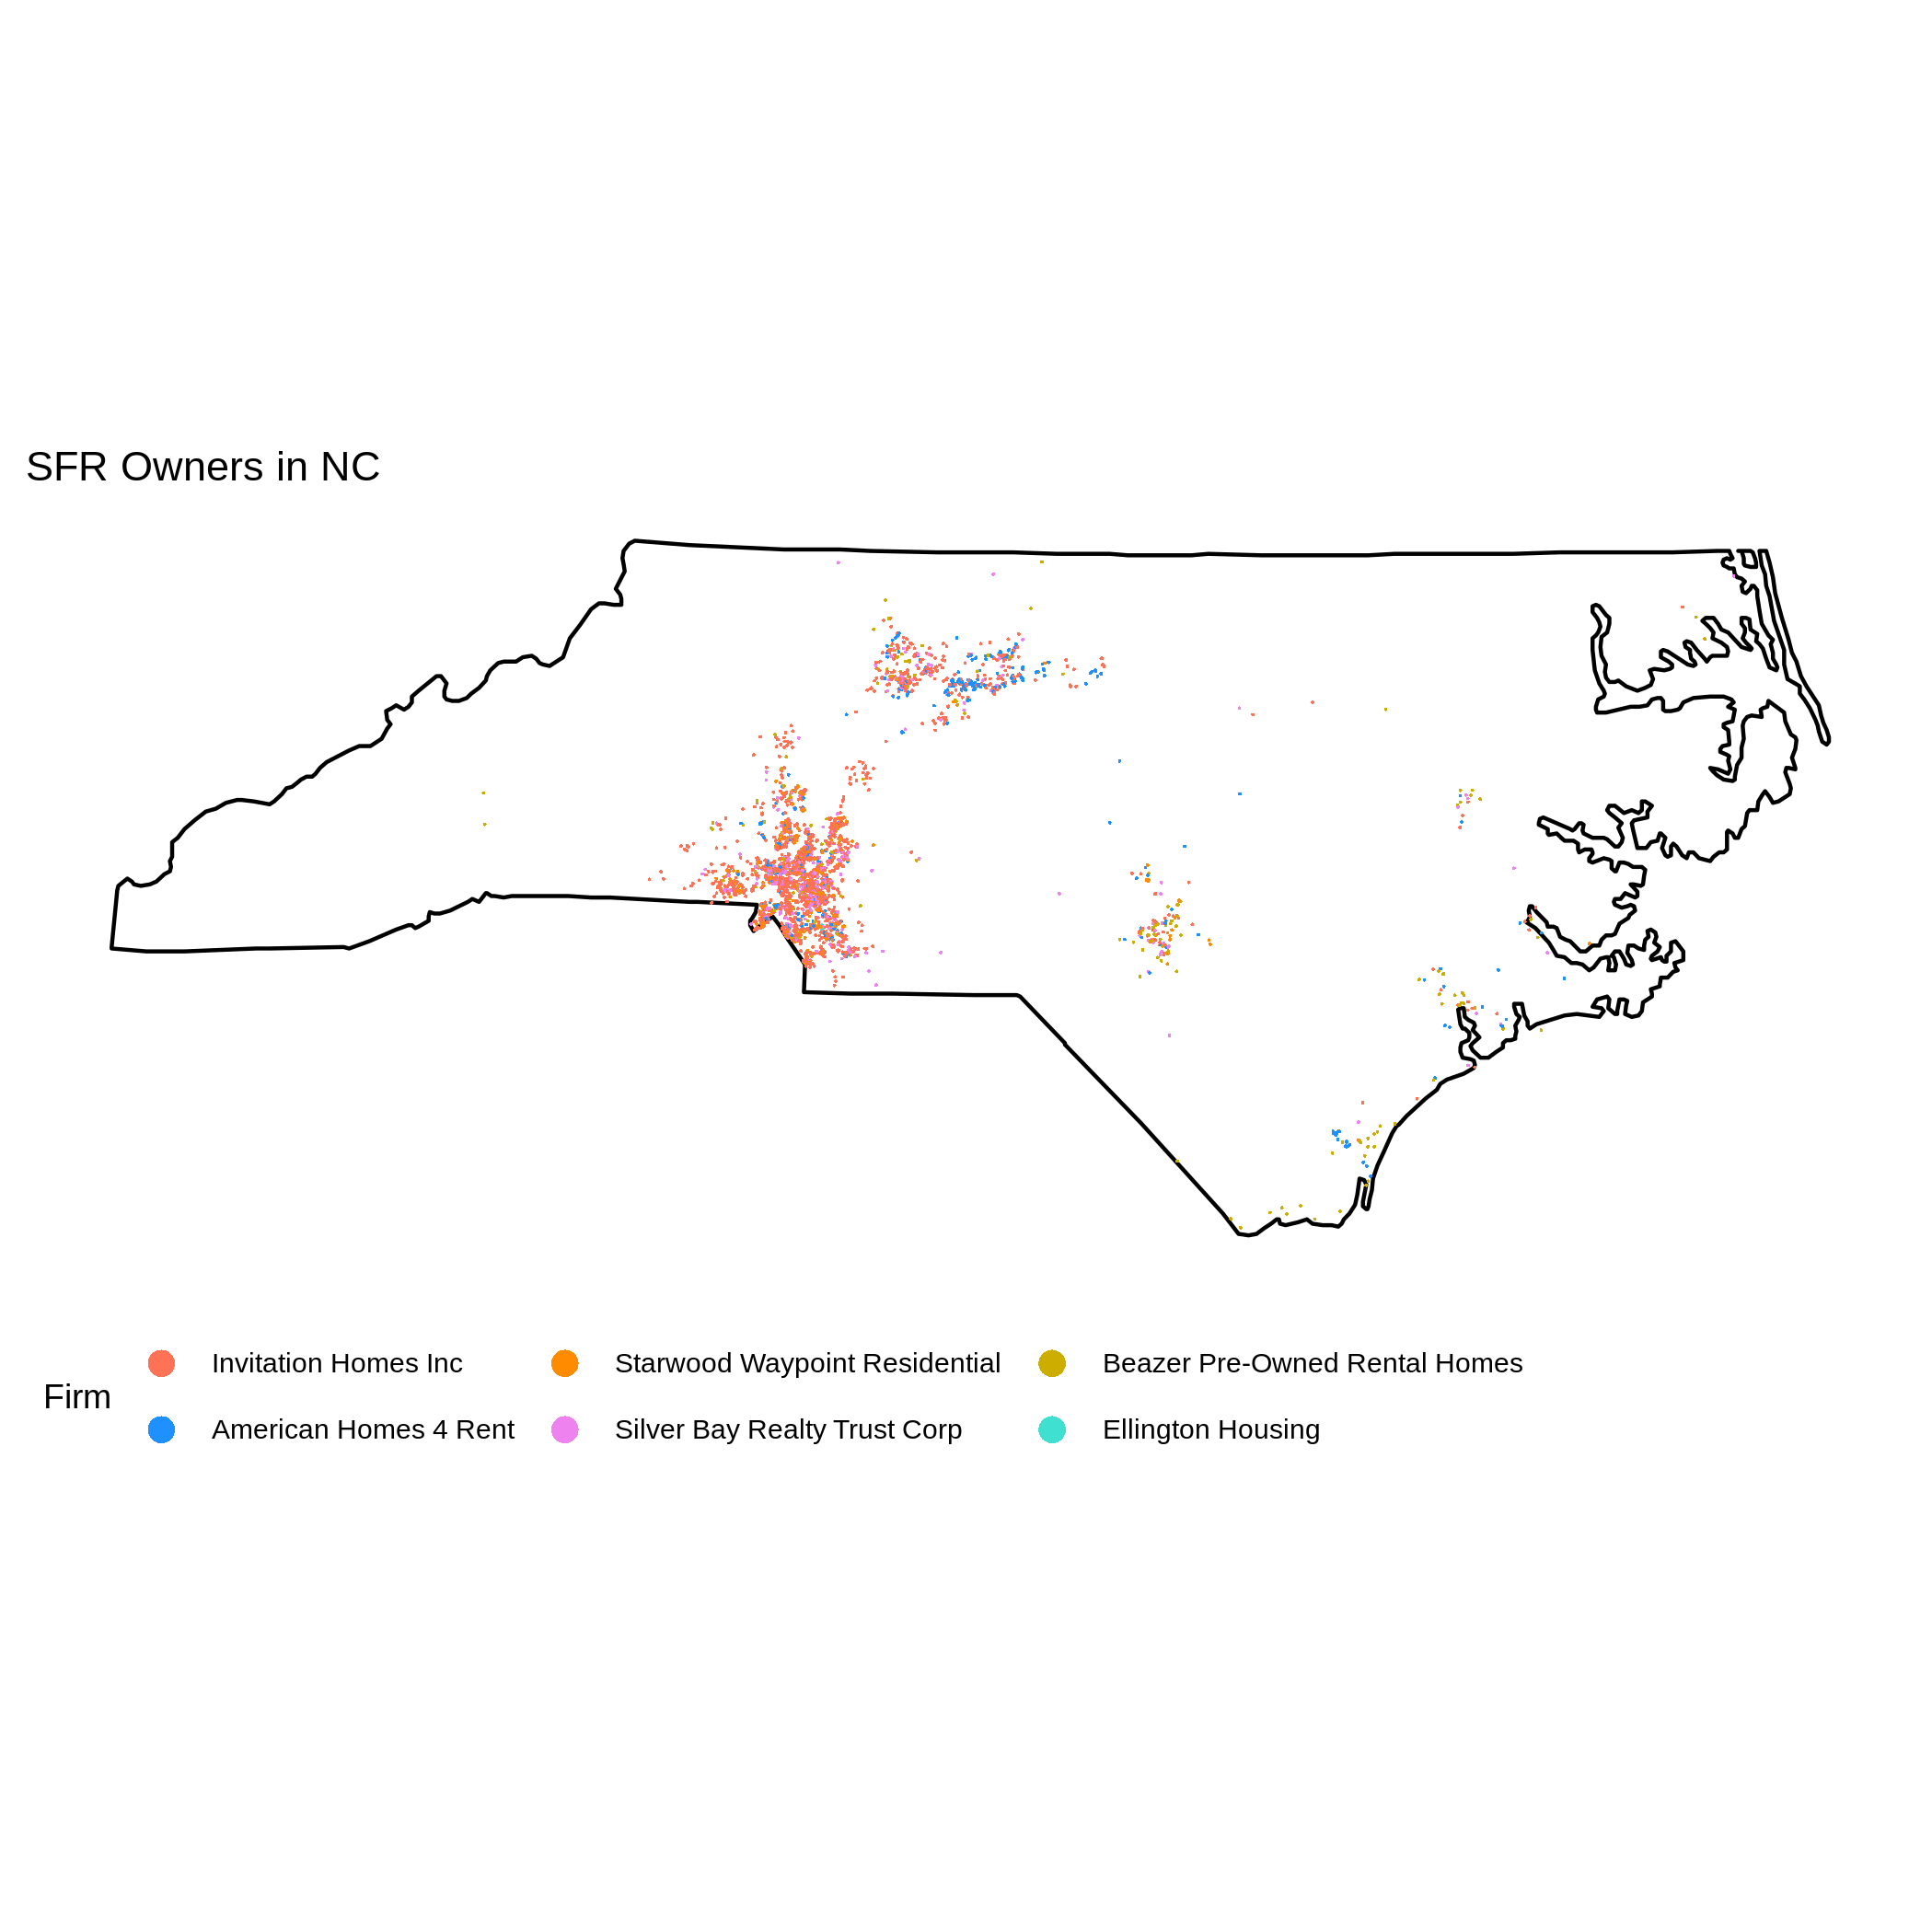 SFR Owners in NC
Firm
Invitation Homes Inc
Starwood Waypoint Residential
Beazer Pre-Owned Rental Homes
American Homes 4 Rent
Silver Bay Realty Trust Corp
Ellington Housing